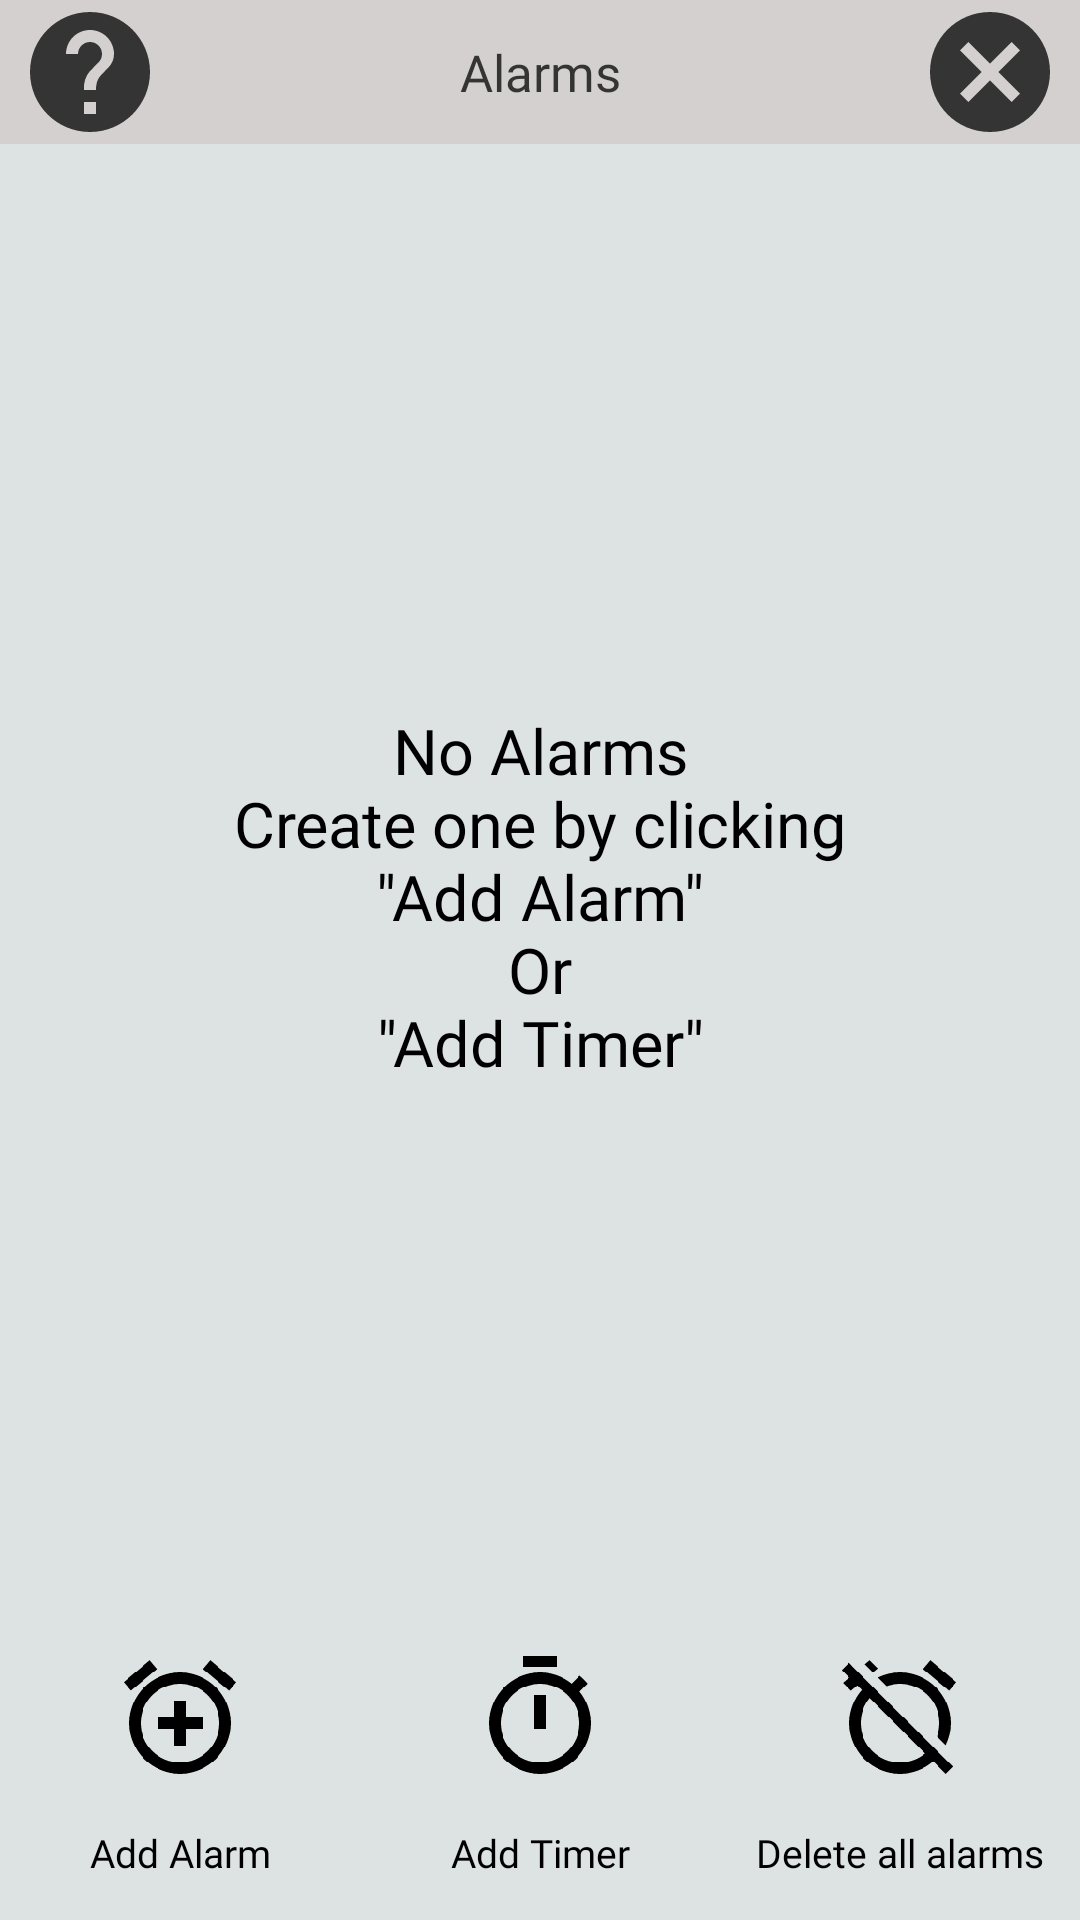 Alarms
No Alarms
Create one by clicking
"Add Alarm"
Or
"Add Timer"
Add Alarm
Add Timer
Delete all alarms